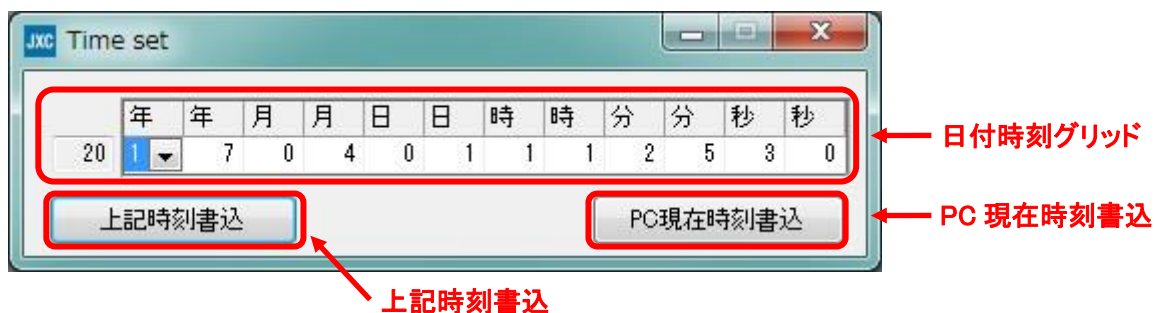 JXC Time set
年 年 月 月 日 日 時 時 分 分 秒 秒
20 1 7 0 4 0 1 1 1 2 5 3 0
日付時刻グリッド
上記時刻書込
PC現在時刻書込
PC 現在時刻書込
上記時刻書込